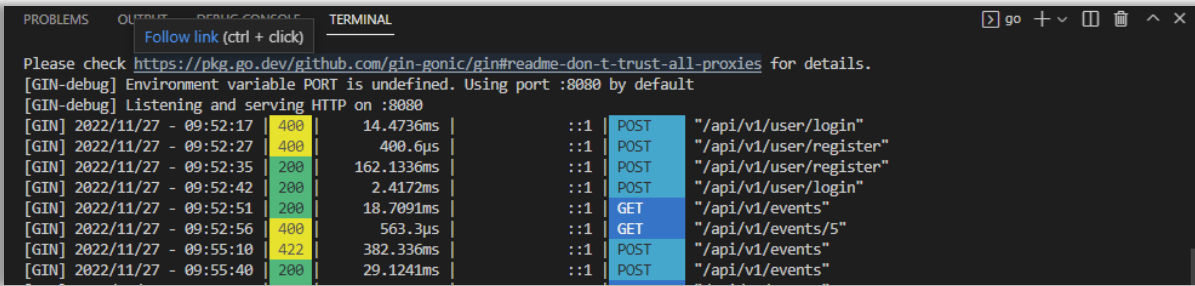 PROBLEMS OUTPUT DEBUG CONSOLE TERMINAL go
Follow link (ctrl + click)
Please check https://pkg.go.dev/github.com/gin-gonic/gin#readme-don-t-trust-all-proxies for details.
[GIN-debug] Environment variable PORT is undefined. Using port :8080 by default
[GIN-debug] Listening and serving HTTP on :8080
[GIN] 2022/11/27 - 09:52:17 | 400 | 14.4736ms | ::1 | POST "/api/v1/user/login"
[GIN] 2022/11/27 - 09:52:27 | 400 | 400.6µs | ::1 | POST "/api/v1/user/register"
[GIN] 2022/11/27 - 09:52:35 | 200 | 162.1336ms | ::1 | POST "/api/v1/user/register"
[GIN] 2022/11/27 - 09:52:42 | 200 | 2.4172ms | ::1 | POST "/api/v1/user/login"
[GIN] 2022/11/27 - 09:52:51 | 200 | 18.7091ms | ::1 | GET "/api/v1/events"
[GIN] 2022/11/27 - 09:52:56 | 400 | 563.3µs | ::1 | GET "/api/v1/events/5"
[GIN] 2022/11/27 - 09:55:10 | 422 | 382.336ms | ::1 | POST "/api/v1/events"
[GIN] 2022/11/27 - 09:55:40 | 200 | 29.1241ms | ::1 | POST "/api/v1/events"